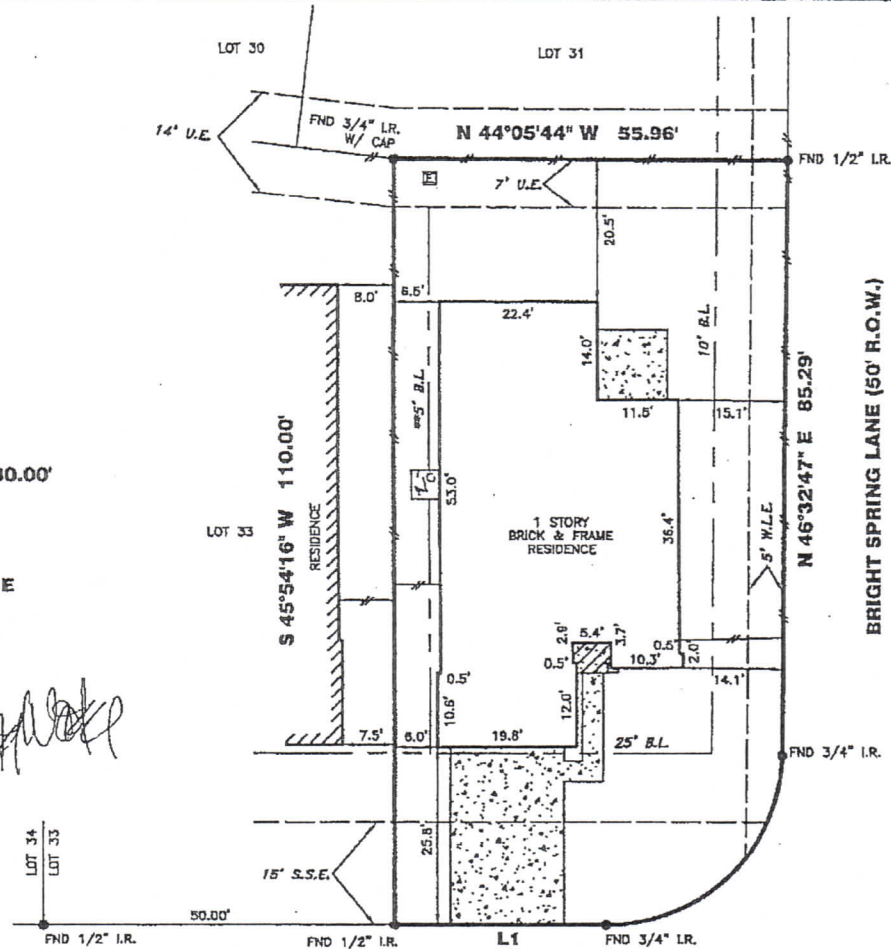 LOT 30
LOT 31
14' U.E.
FND 3/4" I.R.
W/ CAP
N 44°05'44" W 55.96'
FND 1/2" I.R.
E
7' U.E.
20.5'
8.0'
6.5'
22.4'
14.0'
10' B.L.
11.5'
15.1'
N 46°32'47" E 85.29'
BRIGHT SPRING LANE (50' R.O.W.)
5' B.L.
53.0'
S 45°54'16" W 110.00'
RESIDENCE
LOT 33
1 STORY
BRICK & FRAME
RESIDENCE
36.4'
5' W.L.E.
E
2.9'
5.4'
3.7'
0.5'
0.5'
10.3'
2.0'
14.1'
0.5'
10.6'
12.0'
7.5'
6.0'
19.8'
25' B.L.
FND 3/4" I.R.
25.8'
LOT 34
LOT 33
15' S.S.E.
50.00'
FND 1/2" I.R.
FND 1/2" I.R.
L1
FND 3/4" I.R.